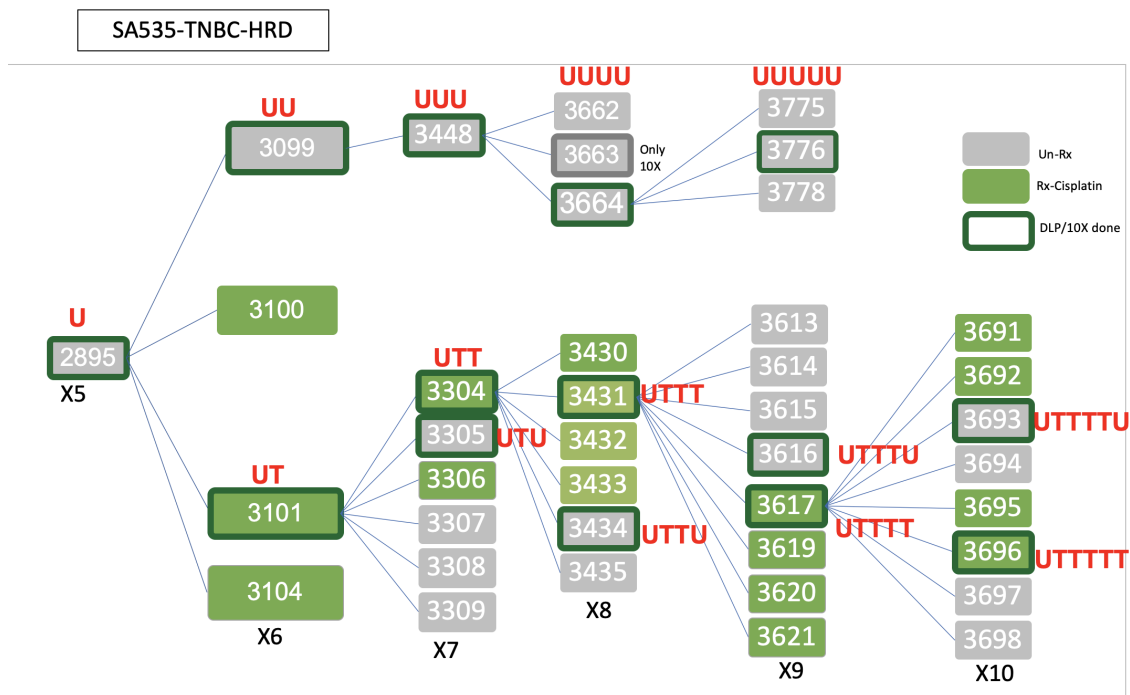 SA535-TNBC-HRD
UU
3099
UUU
3448
UUUU
3662
3663
Only
10X
3664
UUUUU
3775
3776
3778
Un-Rx
Rx-Cisplatin
DLP/10X done
U
2895
X5
3100
UT
3101
3104
X6
UTT
3304
3305
UTU
3306
3307
3308
3309
X7
3430
3431
UTTT
3432
3433
3434
UTTU
3435
X8
3613
3614
3615
3616
UTTTU
3617
UTTTT
3619
3620
3621
X9
3691
3692
3693
UTTTTU
3694
3695
3696
UTTTTT
3697
3698
X10